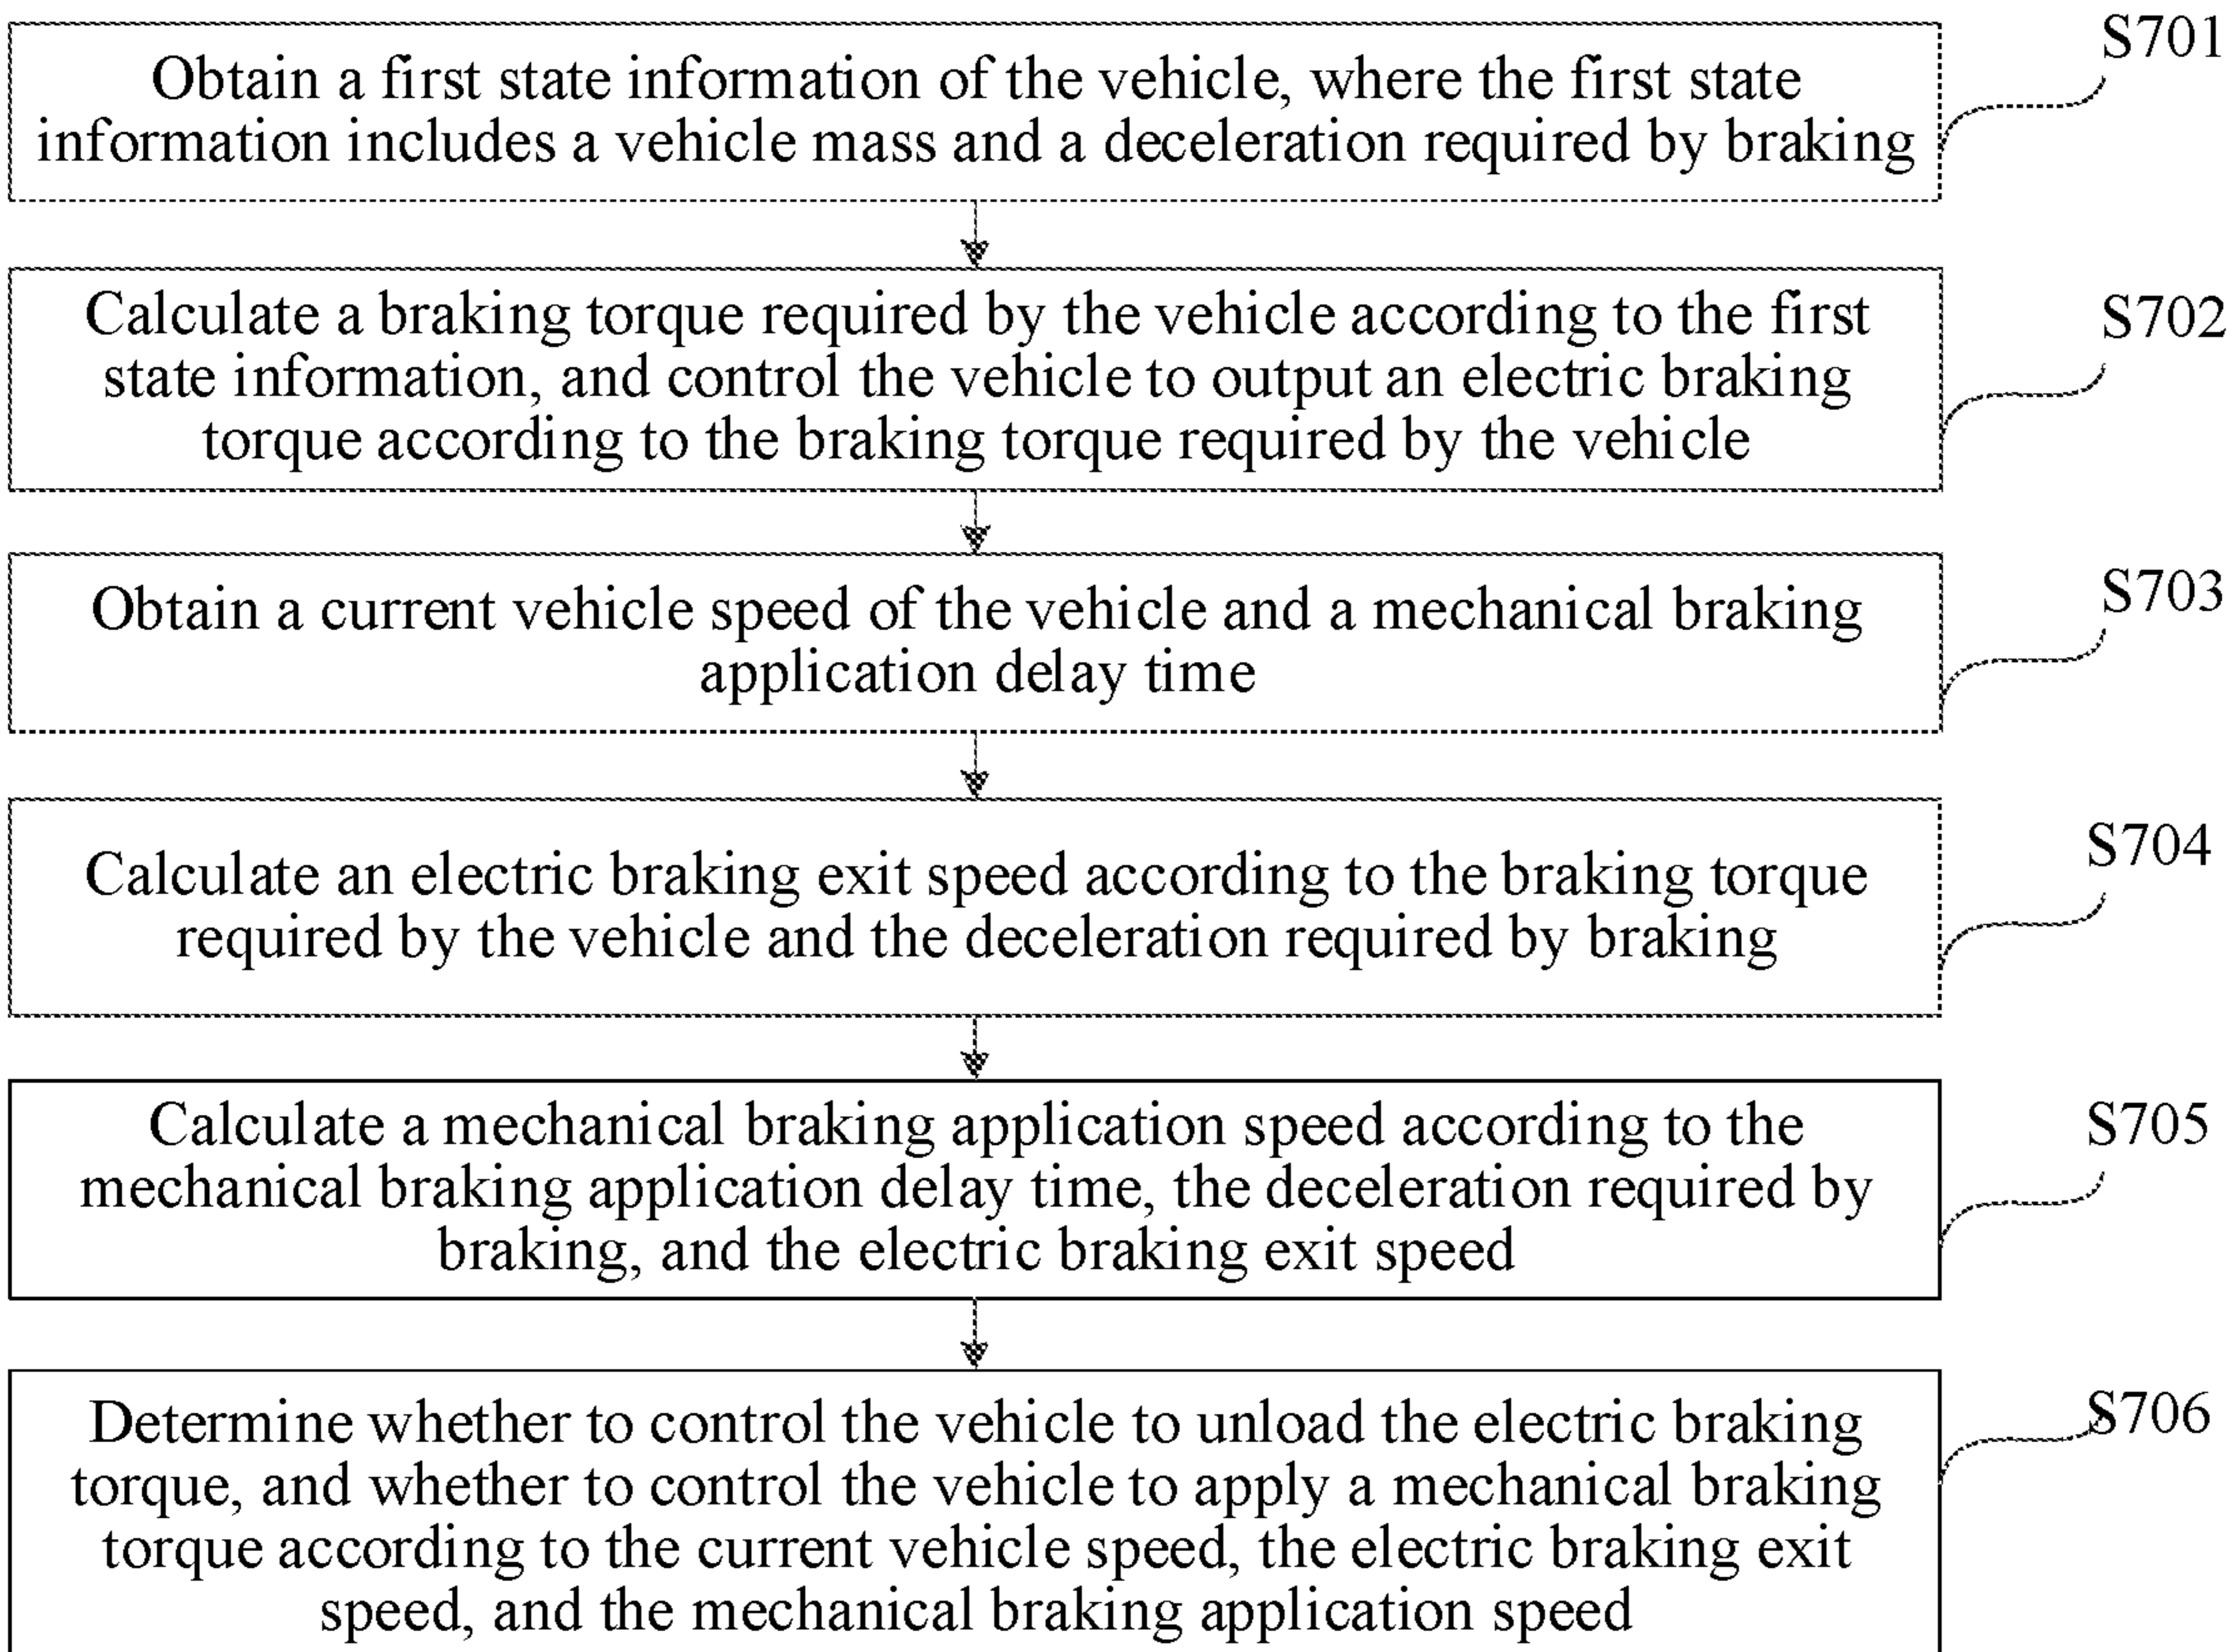 S701
Obtain a first state information of the vehicle, where the first state
information includes a vehicle mass and a deceleration required by braking
S702
Calculate a braking torque required by the vehicle according to the first
state information, and control the vehicle to output an electric braking
torque according to the braking torque required by the vehicle
S703
Obtain a current vehicle speed of the vehicle and a mechanical braking
application delay time
S704
Calculate an electric braking exit speed according to the braking torque
required by the vehicle and the deceleration required by braking
S705
Calculate a mechanical braking application speed according to the
mechanical braking application delay time, the deceleration required by
braking, and the electric braking exit speed
S706
Determine whether to control the vehicle to unload the electric braking
torque, and whether to control the vehicle to apply a mechanical braking
torque according to the current vehicle speed, the electric braking exit
speed, and the mechanical braking application speed